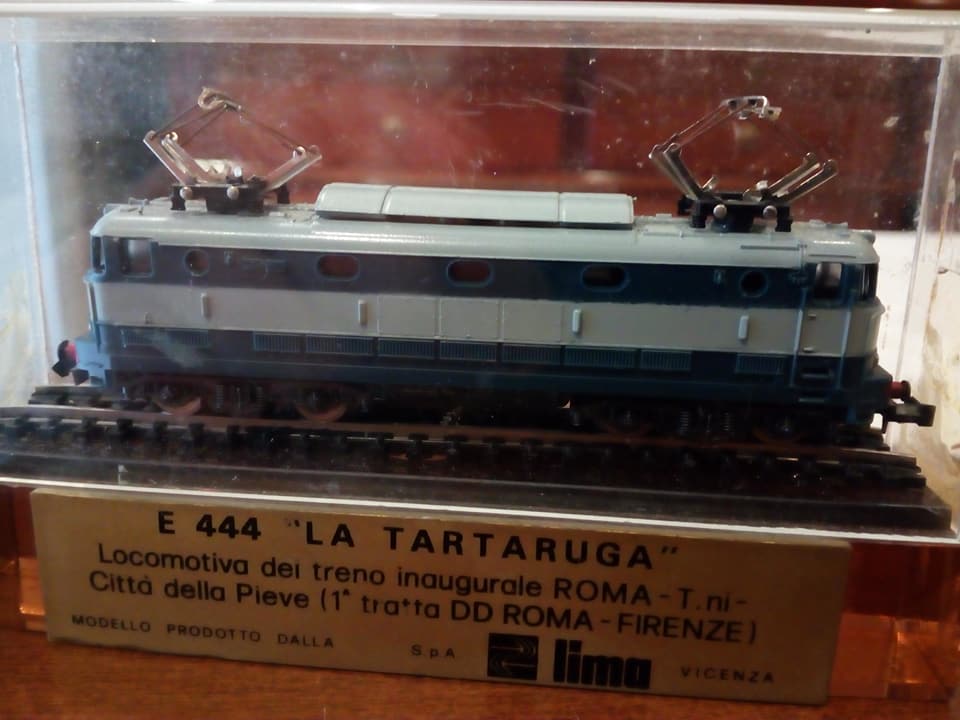 E 444 "LA TARTARUGA"
Locomotiva del treno inaugurale ROMA - T.ni -
Città della Pieve (1ª tratta DD ROMA - FIRENZE)
MODELLO PRODOTTO DALLA S.p.A lima VICENZA